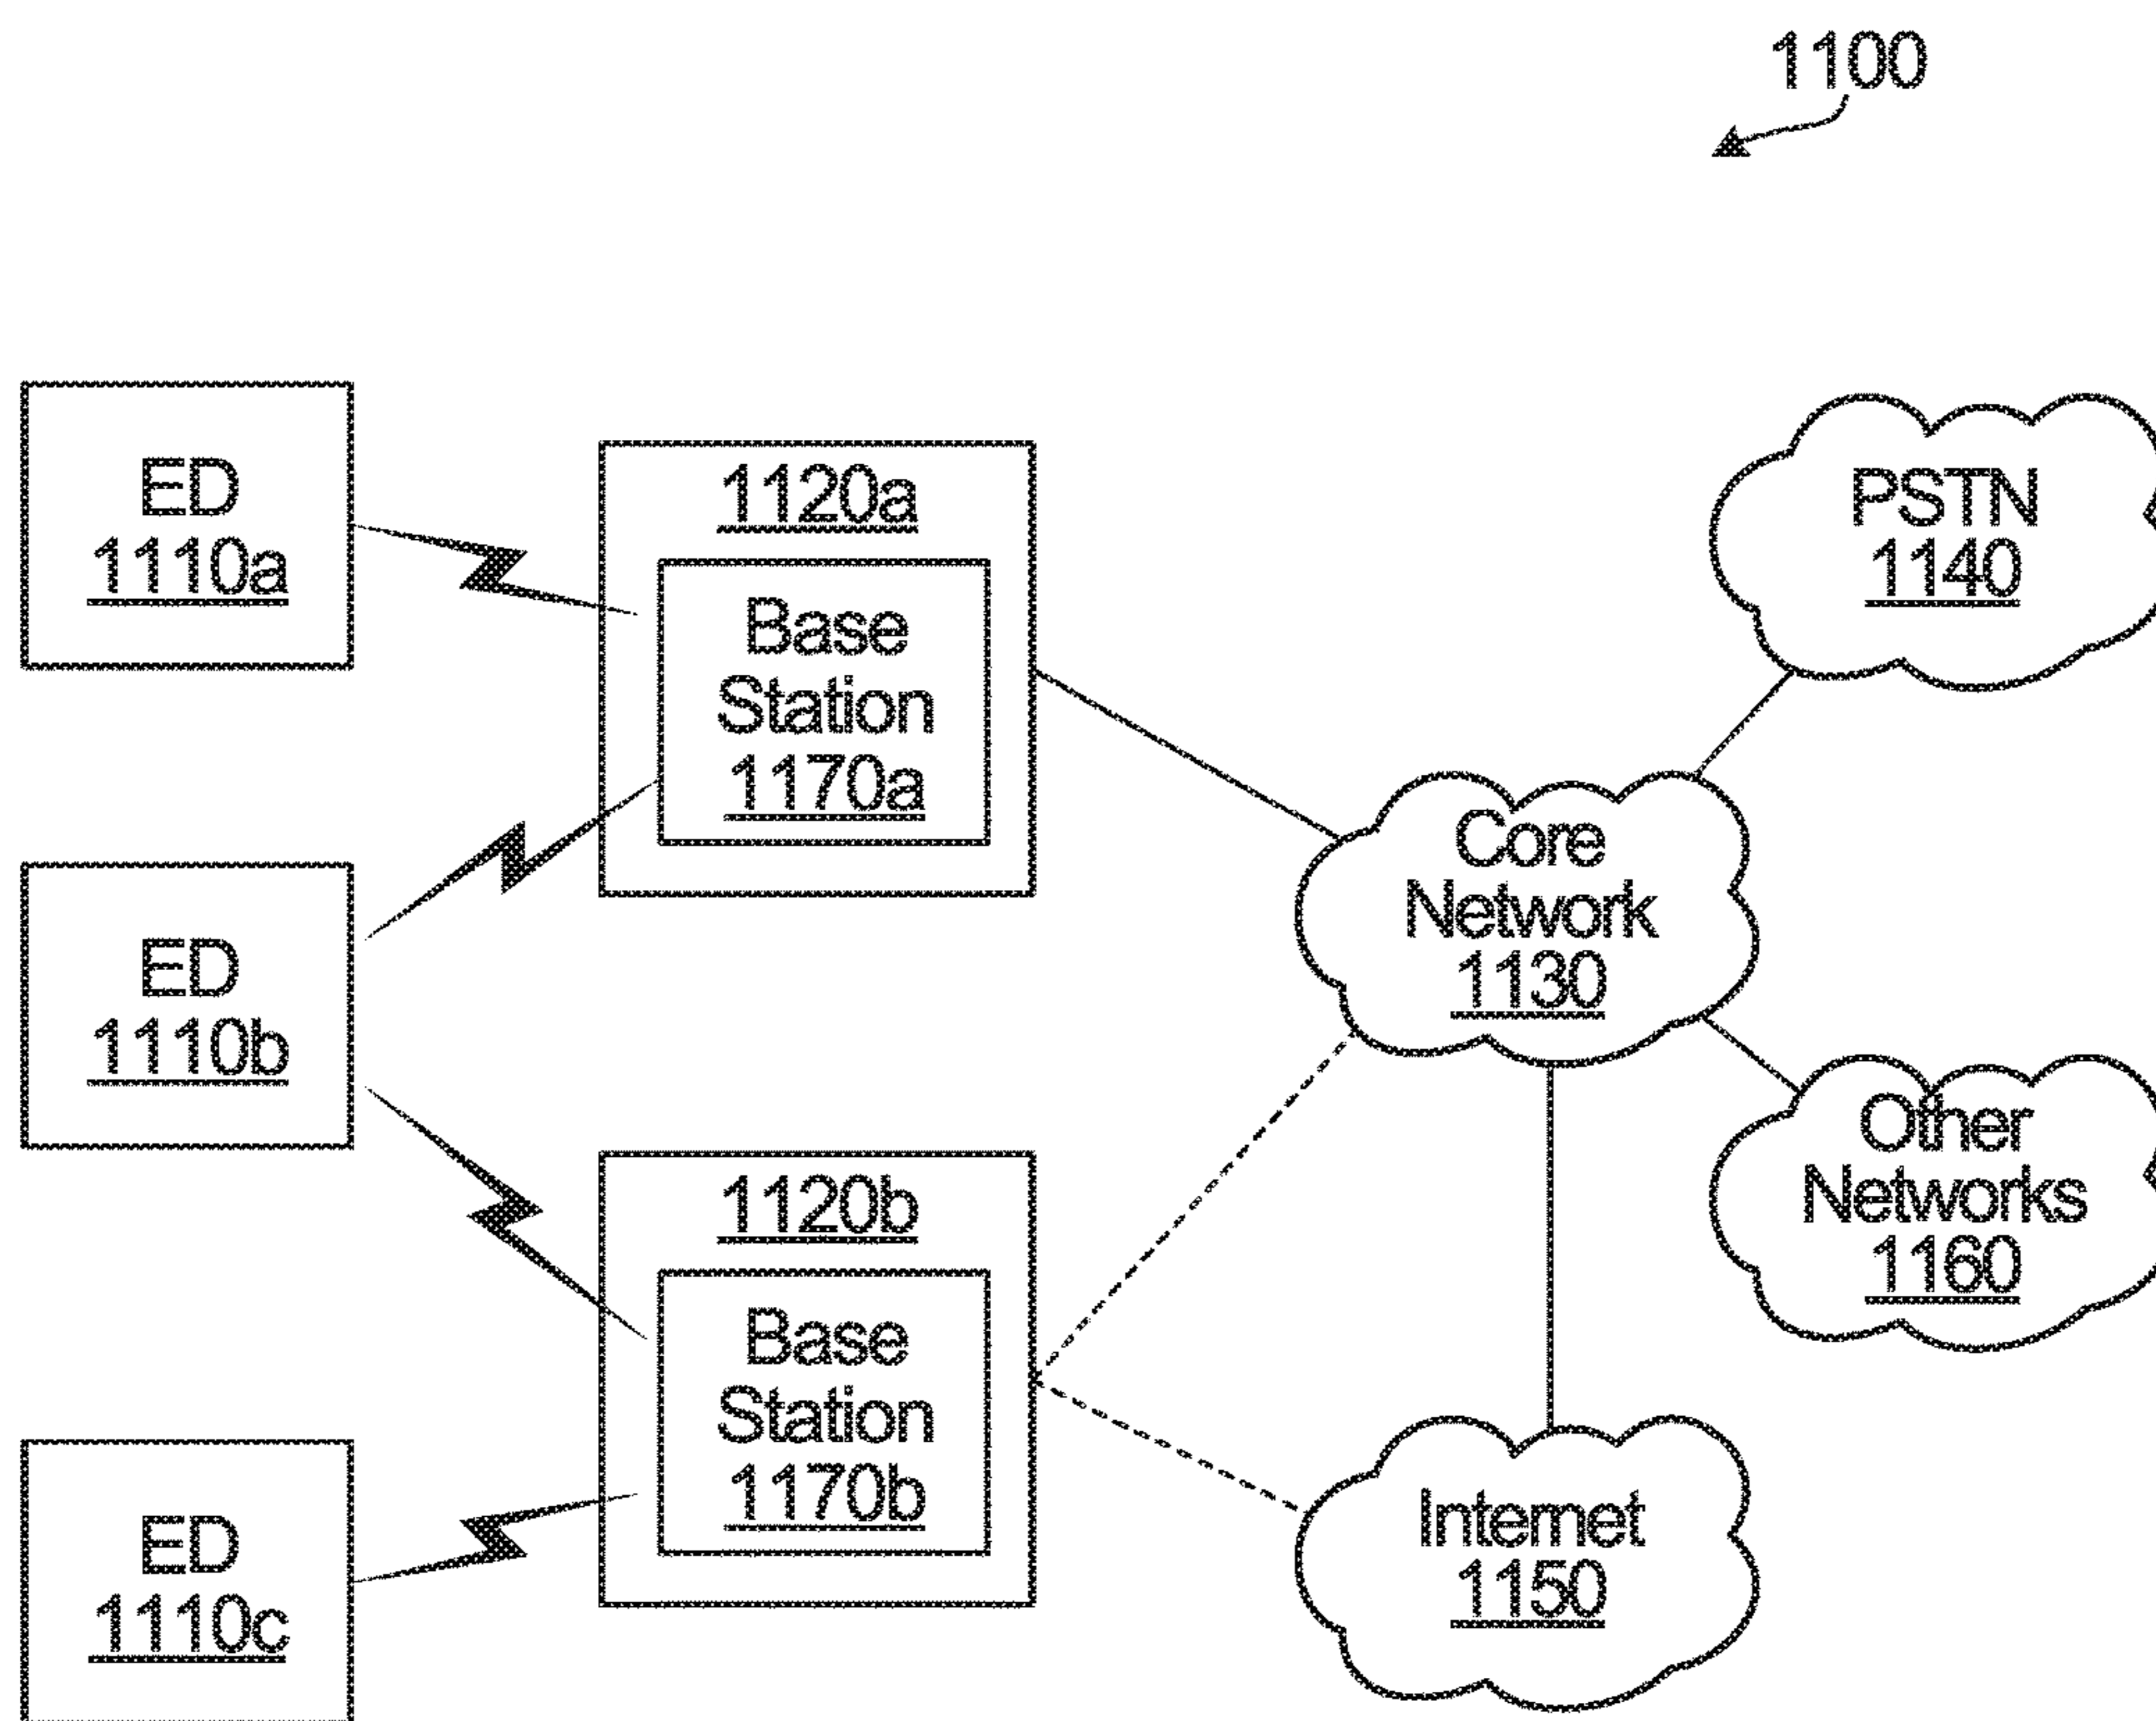 1100
ED
1110a
1120a
Base
Station
1170a
PSTN
1140
Core
Network
1130
ED
1110b
1120b
Base
Station
1170b
Other
Networks
1160
Internet
1150
ED
1110c